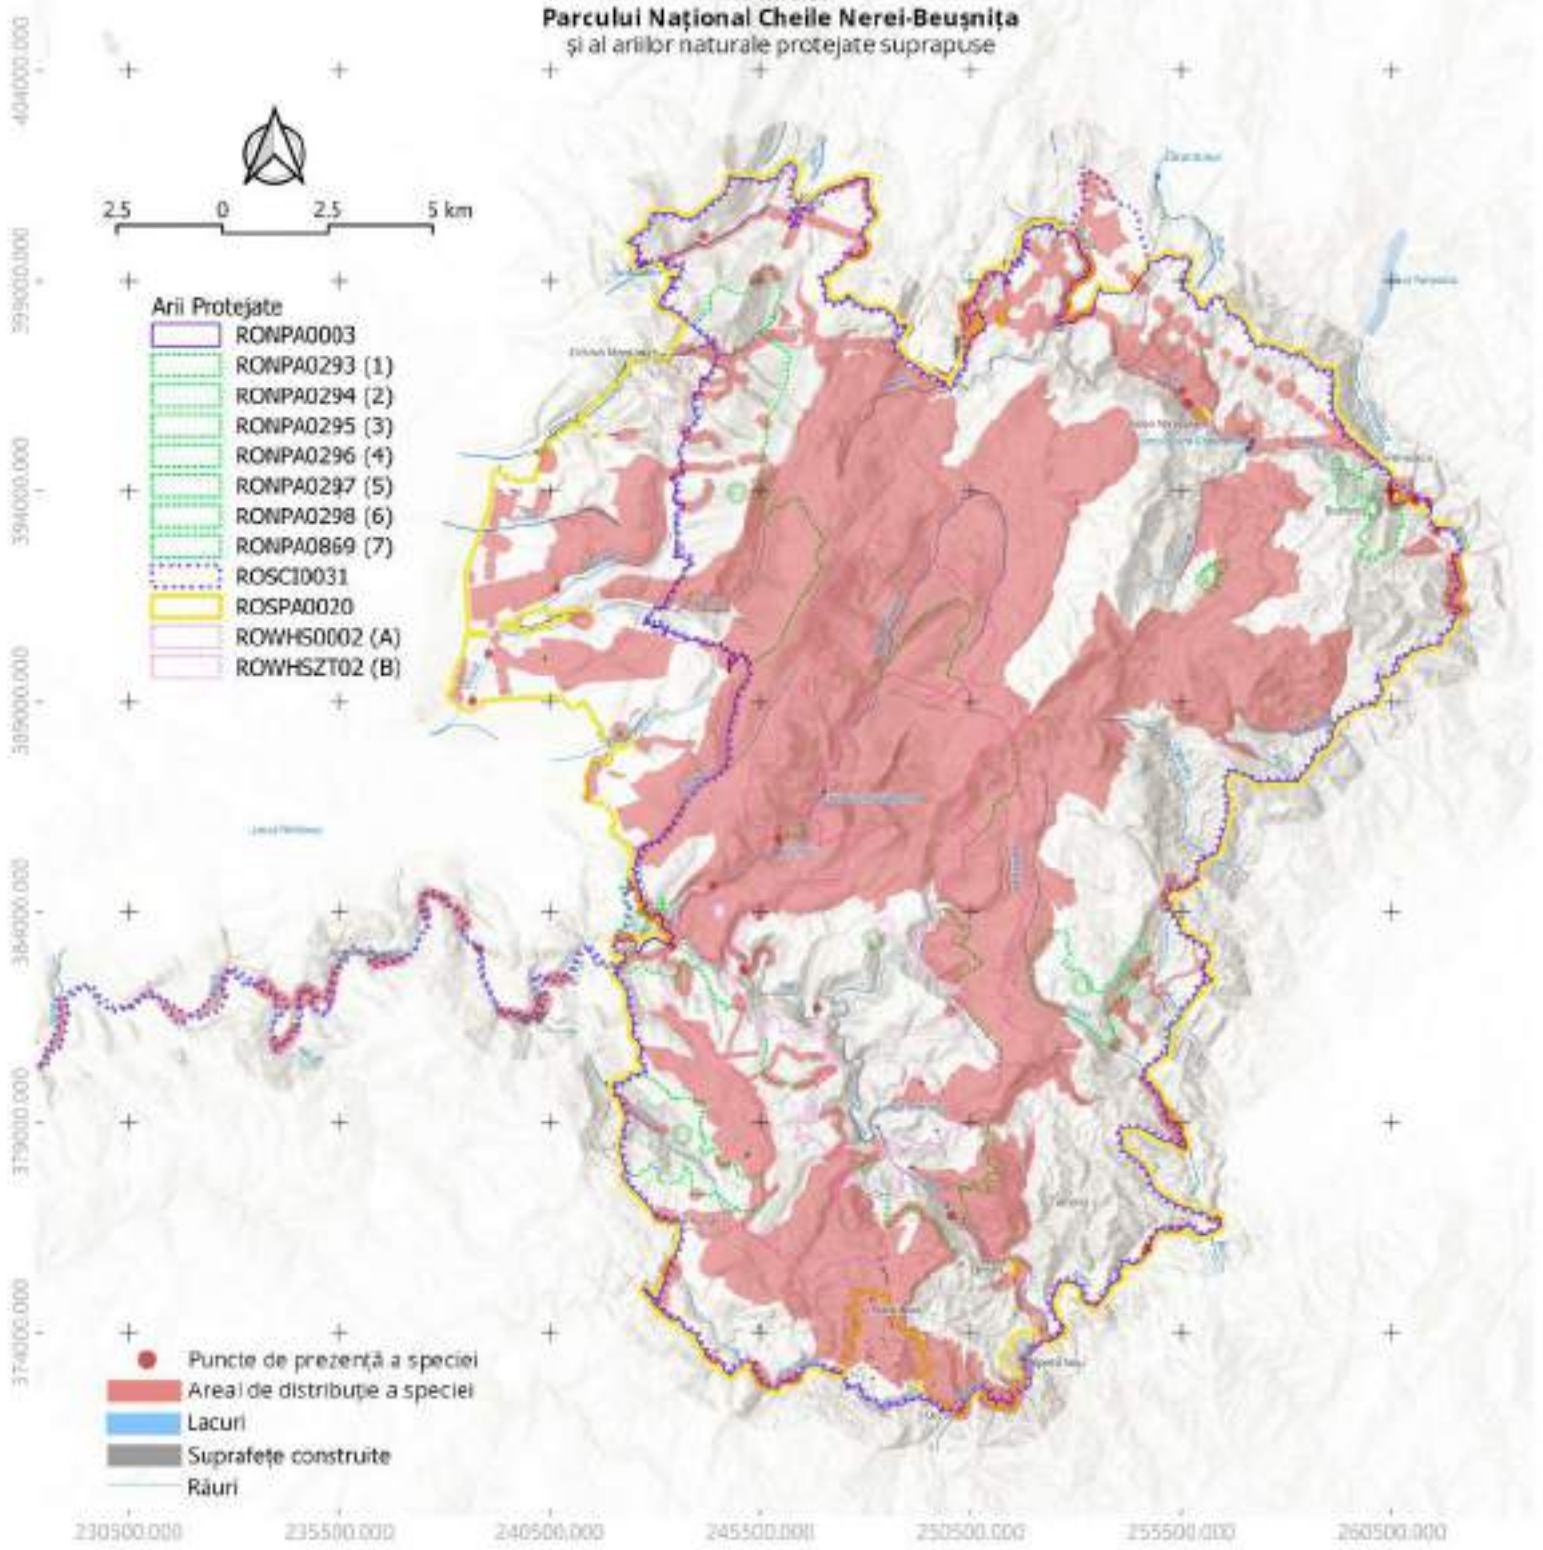 Parcului Național Cheile Nerei-Beușnița
și al ariilor naturale protejate suprapuse
2.5 0 2.5 5 km
Arii Protejate
RONPA0003
RONPA0293 (1)
RONPA0294 (2)
RONPA0295 (3)
RONPA0296 (4)
RONPA0297 (5)
RONPA0298 (6)
RONPA0869 (7)
ROSCI0031
ROSPA0020
ROWHS0002 (A)
ROWHSZT02 (B)
Puncte de prezență a speciei
Areal de distribuție a speciei
Lacuri
Suprafețe construite
Râuri
404000.000
399000.000
394000.000
389000.000
384000.000
379000.000
374000.000
230500.000 235500.000 240500.000 245500.000 250500.000 255500.000 260500.000